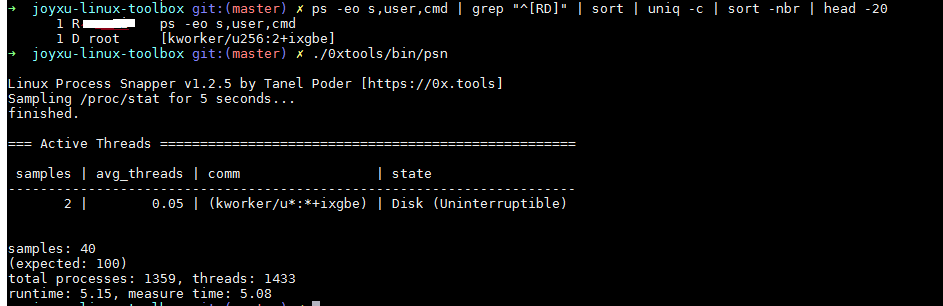 ➜  joyxu-linux-toolbox git:(master) ✗ ps -eo s,user,cmd | grep "^[RD]" | sort | uniq -c | sort -nbr | head -20
      1 R          ps -eo s,user,cmd
      1 D root     [kworker/u256:2+ixgbe]
➜  joyxu-linux-toolbox git:(master) ✗ ./0xtools/bin/psn
Linux Process Snapper v1.2.5 by Tanel Poder [https://0x.tools]
Sampling /proc/stat for 5 seconds...
finished.
=== Active Threads ====================================================
 samples | avg_threads | comm                | state
-----------------------------------------------------------------------
       2 |        0.05 | (kworker/u*:*+ixgbe) | Disk (Uninterruptible)
samples: 40
(expected: 100)
total processes: 1359, threads: 1433
runtime: 5.15, measure time: 5.08